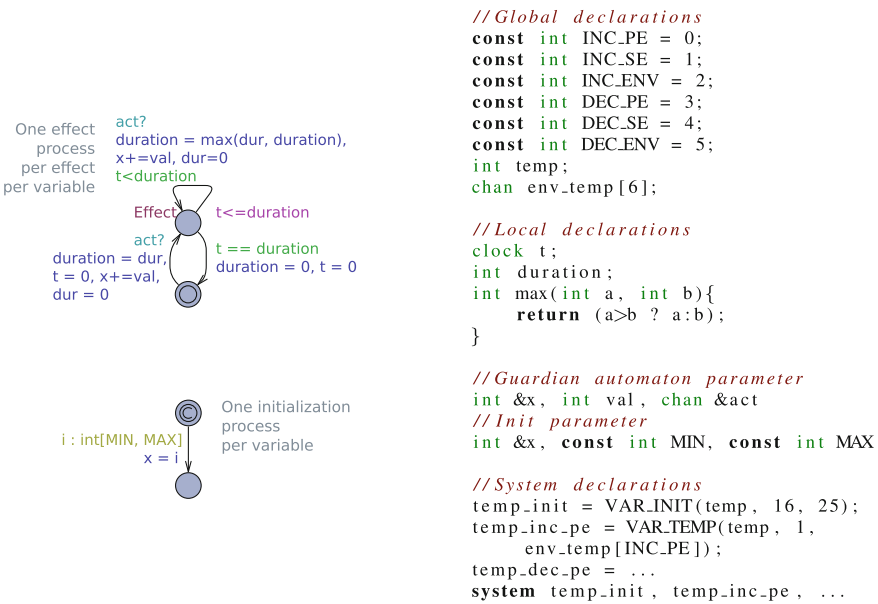 One effect
process
per effect
per variable
act?
duration = max(dur, duration),
x+=val, dur=0
t<duration
Effect
t<=duration
act?
duration = dur,
t = 0, x+=val,
dur = 0
t == duration
duration = 0, t = 0
C
One initialization
process
per variable
i : int[MIN, MAX]
x = i
//Global declarations
const int INC_PE = 0;
const int INC_SE = 1;
const int INC_ENV = 2;
const int DEC_PE = 3;
const int DEC_SE = 4;
const int DEC_ENV = 5;
int temp;
chan env_temp[6];
//Local declarations
clock t;
int duration;
int max(int a, int b){
return (a>b ? a:b);
}
//Guardian automaton parameter
int &x, int val, chan &act
//Init parameter
int &x, const int MIN, const int MAX
//System declarations
temp_init = VAR_INIT(temp, 16, 25);
temp_inc_pe = VAR_TEMP(temp, 1,
env_temp[INC_PE]);
temp_dec_pe = ...
system temp_init, temp_inc_pe, ...